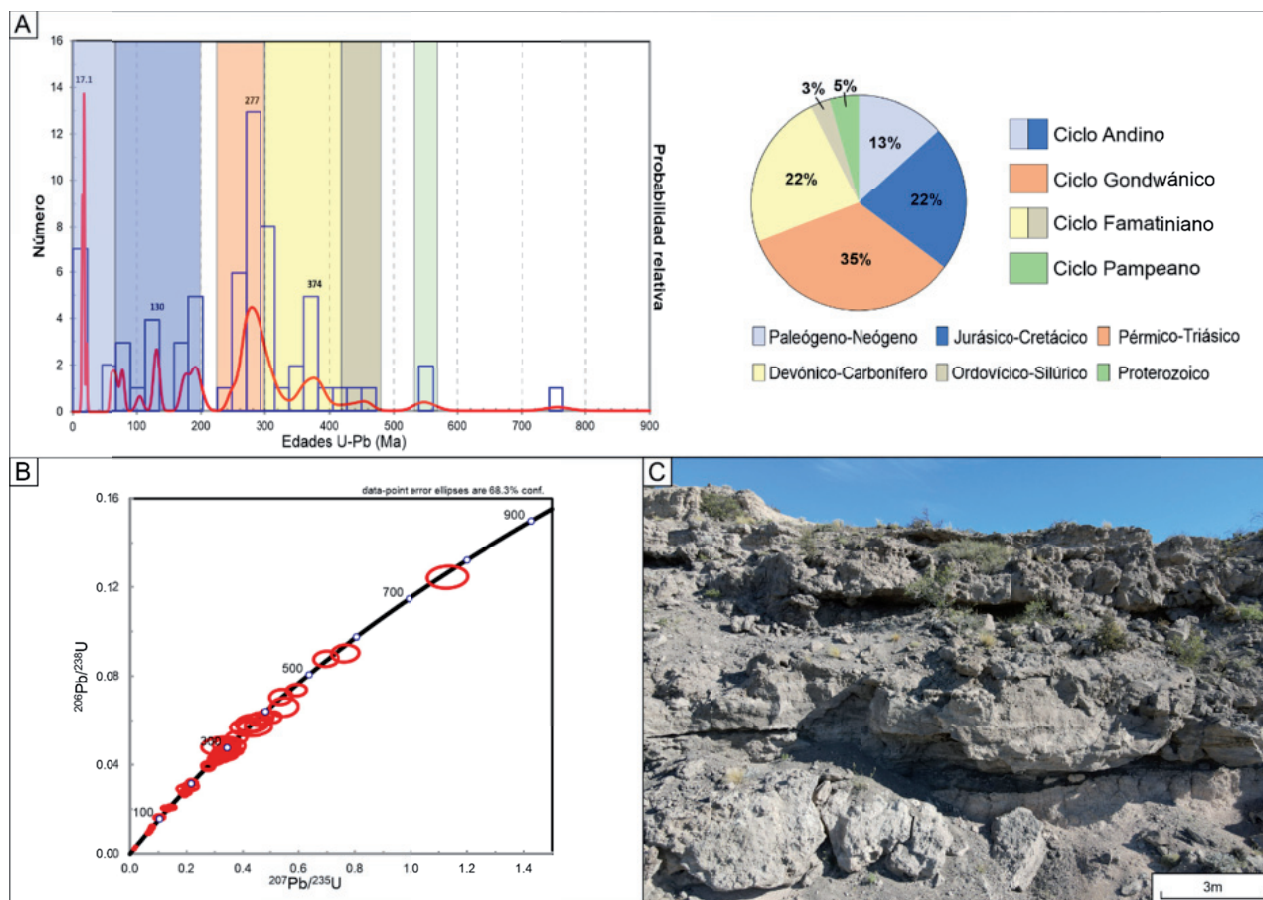 A
16
14
12
10
8
6
4
2
0
Número
17.1
130
277
374
Probabilidad relativa
0 100 200 300 400 500 600 700 800 900
Edades U-Pb (Ma)
3% 5%
13%
22%
22%
35%
Ciclo Andino
Ciclo Gondwánico
Ciclo Famatiniano
Ciclo Pampeano
Paleógeno-Neógeno Jurásico-Cretácico Pérmico-Triásico
Devónico-Carbonífero Ordovícico-Silúrico Proterozoico
B
data-point error ellipses are 68.3% conf.
0.16
0.12
0.08
0.04
0.00
206Pb/238U
900
700
500
300
100
0.0 0.2 0.4 0.6 0.8 1.0 1.2 1.4
207Pb/235U
C
3m